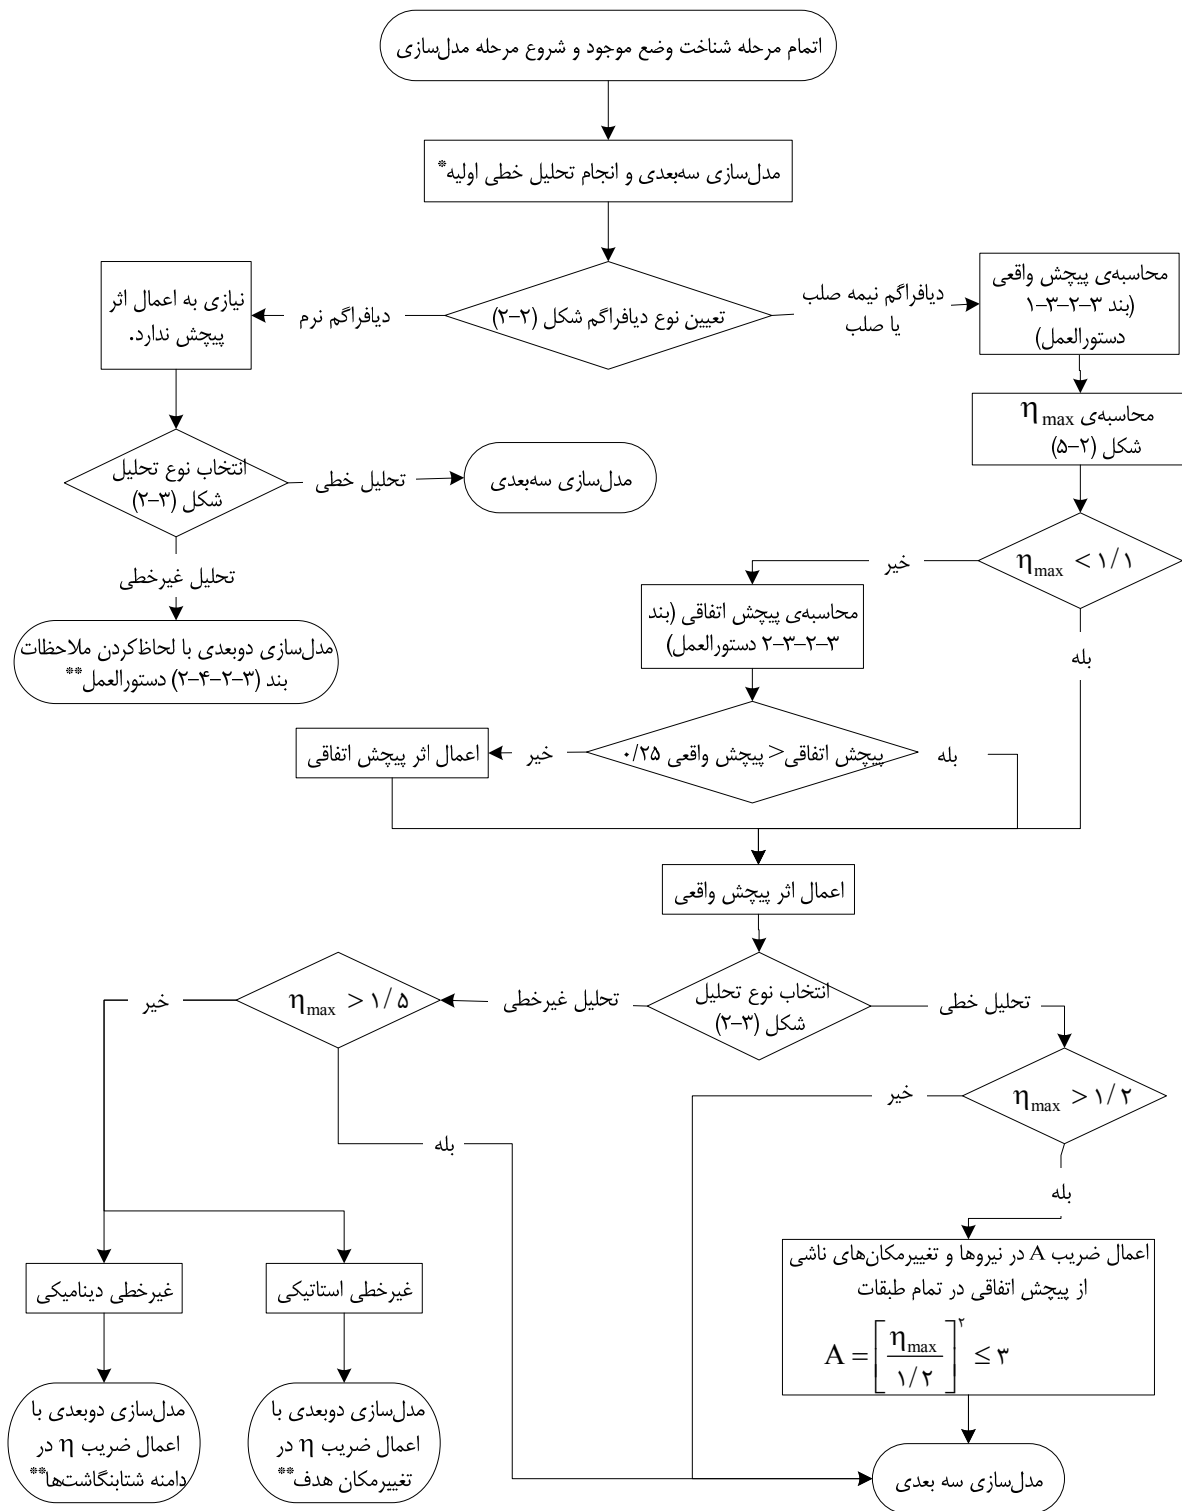 اتمام مرحله شناخت وضع موجود و شروع مرحله مدل‌سازی
مدل‌سازی سه‌بعدی و انجام تحلیل خطی اولیه*
تعیین نوع دیافراگم شکل (۲-۲)
دیافراگم نرم
نیازی به اعمال اثر
پیچش ندارد.
انتخاب نوع تحلیل
شکل (۳-۲)
تحلیل خطی
مدل‌سازی سه‌بعدی
تحلیل غیرخطی
مدل‌سازی دوبعدی با لحاظ‌کردن ملاحظات
بند (۳-۲-۴-۲) دستورالعمل**
دیافراگم نیمه صلب
یا صلب
محاسبه‌ی پیچش واقعی
(بند ۳-۲-۳-۱
دستورالعمل)
محاسبه‌ی η max
شکل (۲-۵)
η max < ۱/۱
خیر
بله
محاسبه‌ی پیچش اتفاقی (بند
۳-۲-۳-۲ دستورالعمل)
پیچش اتفاقی< پیچش واقعی ۰/۲۵
خیر
بله
اعمال اثر پیچش اتفاقی
اعمال اثر پیچش واقعی
انتخاب نوع تحلیل
شکل (۳-۲)
تحلیل غیرخطی
تحلیل خطی
η max > ۱/۵
خیر
بله
η max > ۱/۲
خیر
بله
غیرخطی دینامیکی
غیرخطی استاتیکی
اعمال ضریب A در نیروها و تغییرمکان‌های ناشی
از پیچش اتفاقی در تمام طبقات
A = [η max / ۱/۲]^۲ ≤ ۳
مدل‌سازی دوبعدی با
اعمال ضریب η در
دامنه شتابنگاشت‌ها**
مدل‌سازی دوبعدی با
اعمال ضریب η در
تغییرمکان هدف**
مدل‌سازی سه بعدی